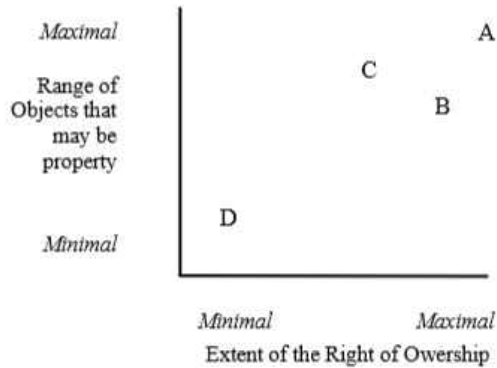 Maximal
A
Range of
Objects that
may be
property
C
B
D
Minimal
Minimal
Maximal
Extent of the Right of Owership